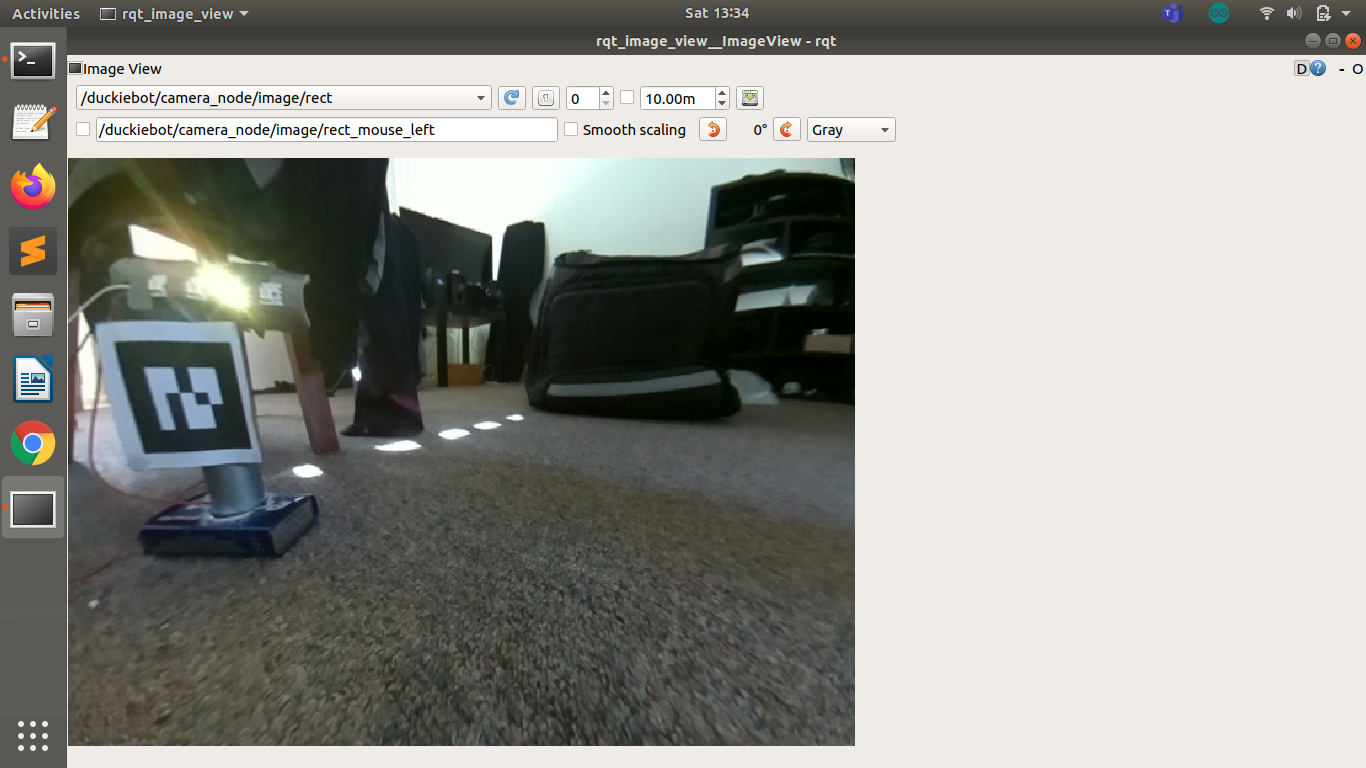 Activities rqt_image_view Sat 13:34
rqt_image_view__ImageView - rqt
Image View D ? - O
/duckiebot/camera_node/image/rect 0 10.00m
/duckiebot/camera_node/image/rect_mouse_left Smooth scaling 0° Gray